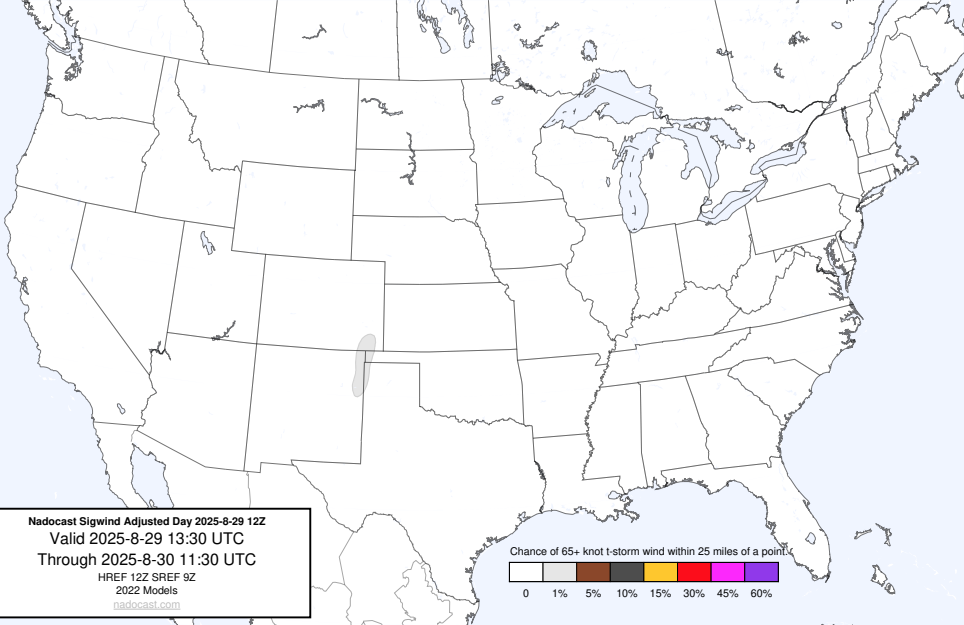 Nadocast Sigwind Adjusted Day 2025-8-29 12Z
Valid 2025-8-29 13:30 UTC
Through 2025-8-30 11:30 UTC
HREF 12Z SREF 9Z
2022 Models
nadocast.com
Chance of 65+ knot t-storm wind within 25 miles of a point.
0 1% 5% 10% 15% 30% 45% 60%